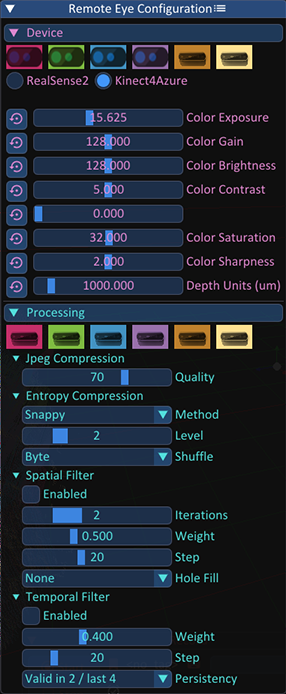 Remote Eye Configuration
Device
RealSense2 Kinect4Azure
15.625 Color Exposure
128.000 Color Gain
128.000 Color Brightness
5.000 Color Contrast
0.000
32.000 Color Saturation
2.000 Color Sharpness
1000.000 Depth Units (um)
Processing
Jpeg Compression
70 Quality
Entropy Compression
Snappy Method
2 Level
Byte Shuffle
Spatial Filter
Enabled
2 Iterations
0.500 Weight
20 Step
None Hole Fill
Temporal Filter
Enabled
0.400 Weight
20 Step
Valid in 2 / last 4 Persistency